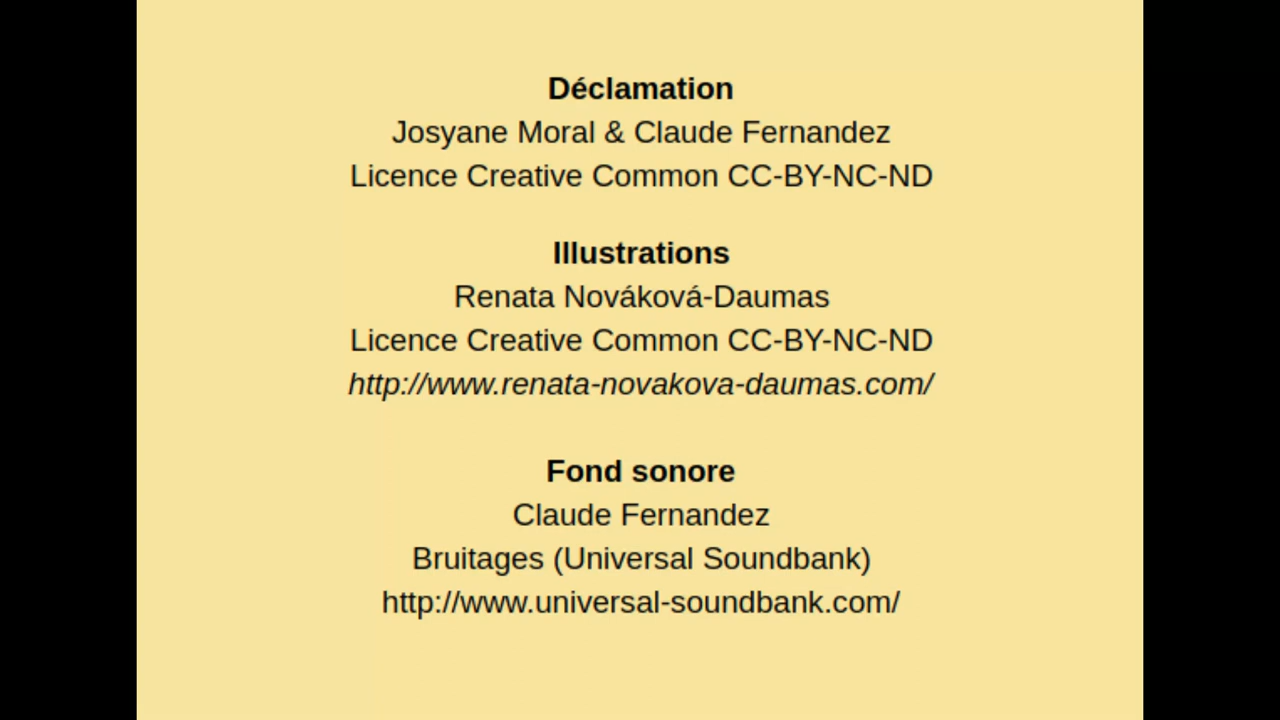 Déclamation
Josyane Moral & Claude Fernandez
Licence Creative Common CC-BY-NC-ND
Illustrations
Renata Nováková-Daumas
Licence Creative Common CC-BY-NC-ND
http://www.renata-novakova-daumas.com/
Fond sonore
Claude Fernandez
Bruitages (Universal Soundbank)
http://www.universal-soundbank.com/